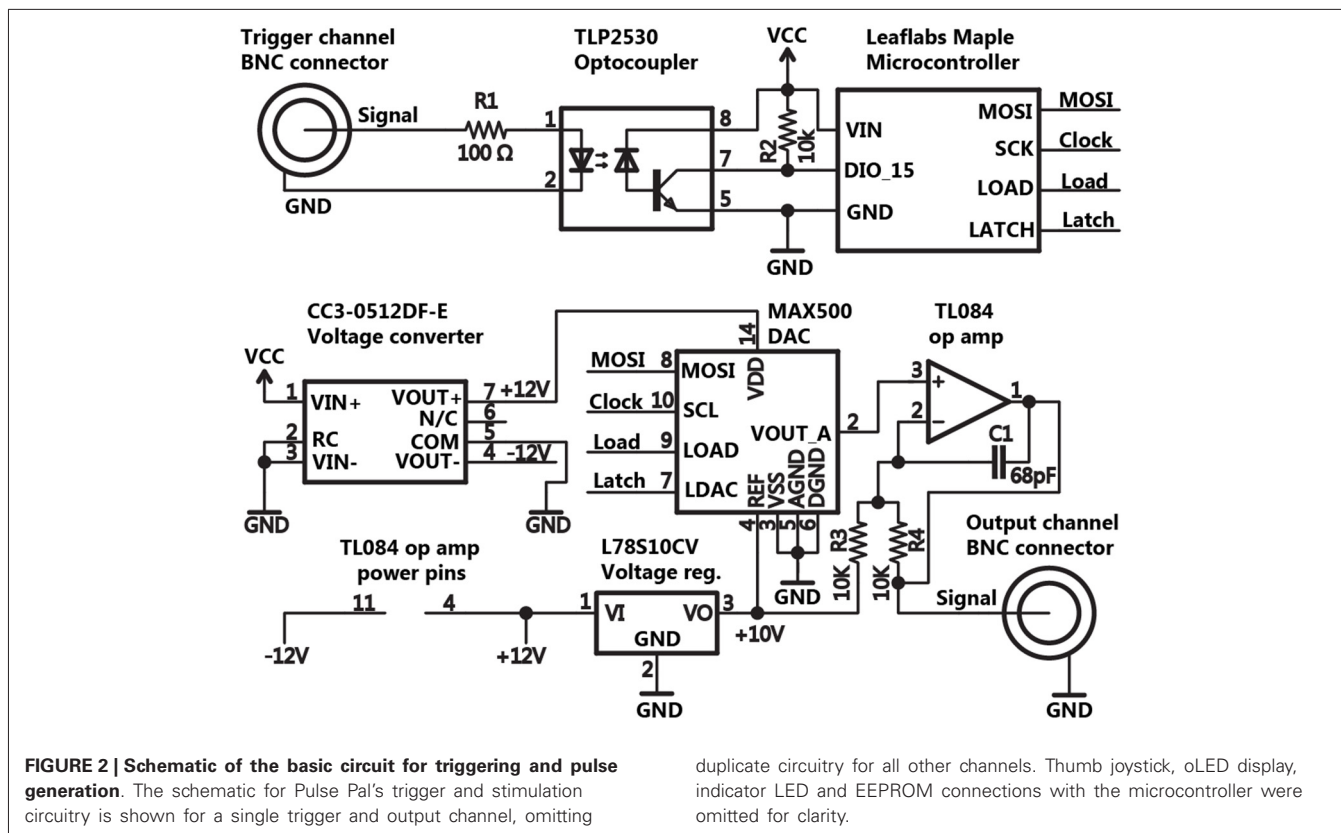 Trigger channel
BNC connector
Signal
R1
100 Ω
GND
TLP2530
Optocoupler
1
2
8
7
5
VCC
R2
10k
GND
Leaflabs Maple
Microcontroller
VIN
DIO_15
GND
MOSI
SCK
LOAD
LATCH
MOSI
Clock
Load
Latch
CC3-0512DF-E
Voltage converter
VCC
1
2
3
VIN+
RC
VIN-
VOUT+
N/C
COM
VOUT-
7
6
5
4
+12V
-12V
GND
GND
MAX500
DAC
14
VDD
MOSI 8
Clock 10
Load 9
Latch 7
MOSI
SCL
LOAD
LDAC
VOUT_A
2
REF
VSS
AGND
DGND
4
3
5
6
GND
TL084
op amp
3
2
+
−
1
C1
68pF
R3
10K
R4
10K
TL084 op amp
power pins
11
4
-12V
+12V
L78S10CV
Voltage reg.
1
VI
VO
GND
3
2
+10V
GND
Output channel
BNC connector
Signal
GND
FIGURE 2 | Schematic of the basic circuit for triggering and pulse
generation. The schematic for Pulse Pal's trigger and stimulation
circuitry is shown for a single trigger and output channel, omitting
duplicate circuitry for all other channels. Thumb joystick, oLED display,
indicator LED and EEPROM connections with the microcontroller were
omitted for clarity.